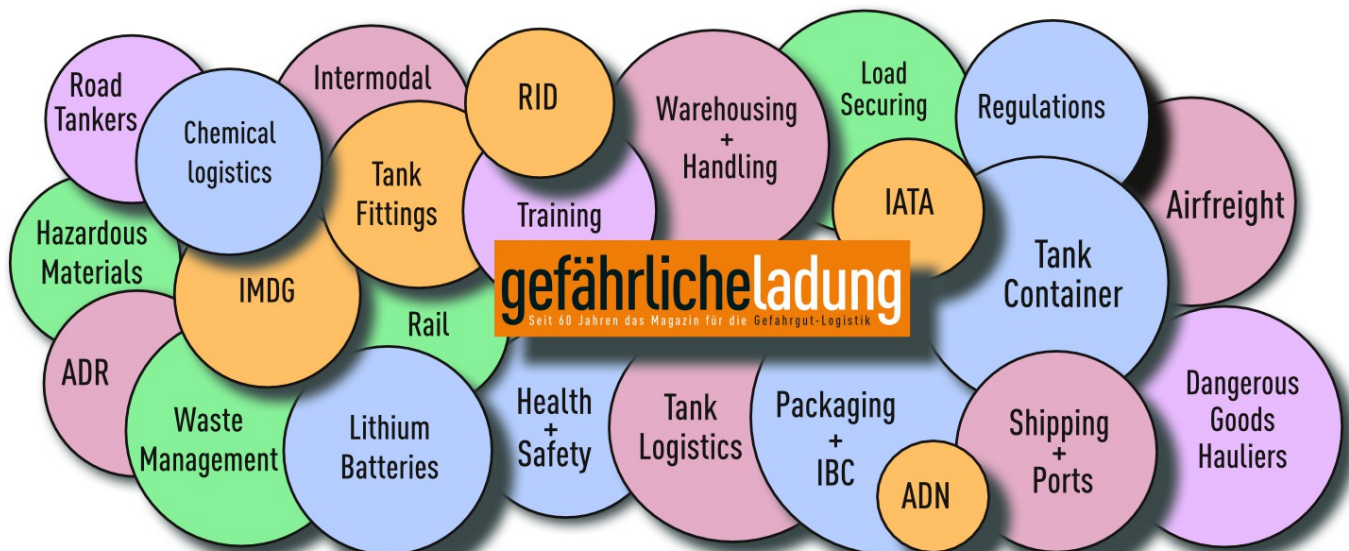 Road
Tankers
Chemical
logistics
Intermodal
RID
Tank
Fittings
Training
Warehousing
+
Handling
Load
Securing
IATA
Regulations
Airfreight
Hazardous
Materials
IMDG
Rail
gefährlicheladung
Seit 60 Jahren das Magazin für die Gefahrgut-Logistik
Tank
Container
ADR
Waste
Management
Lithium
Batteries
Health
+
Safety
Tank
Logistics
Packaging
+
IBC
ADN
Shipping
+
Ports
Dangerous
Goods
Hauliers